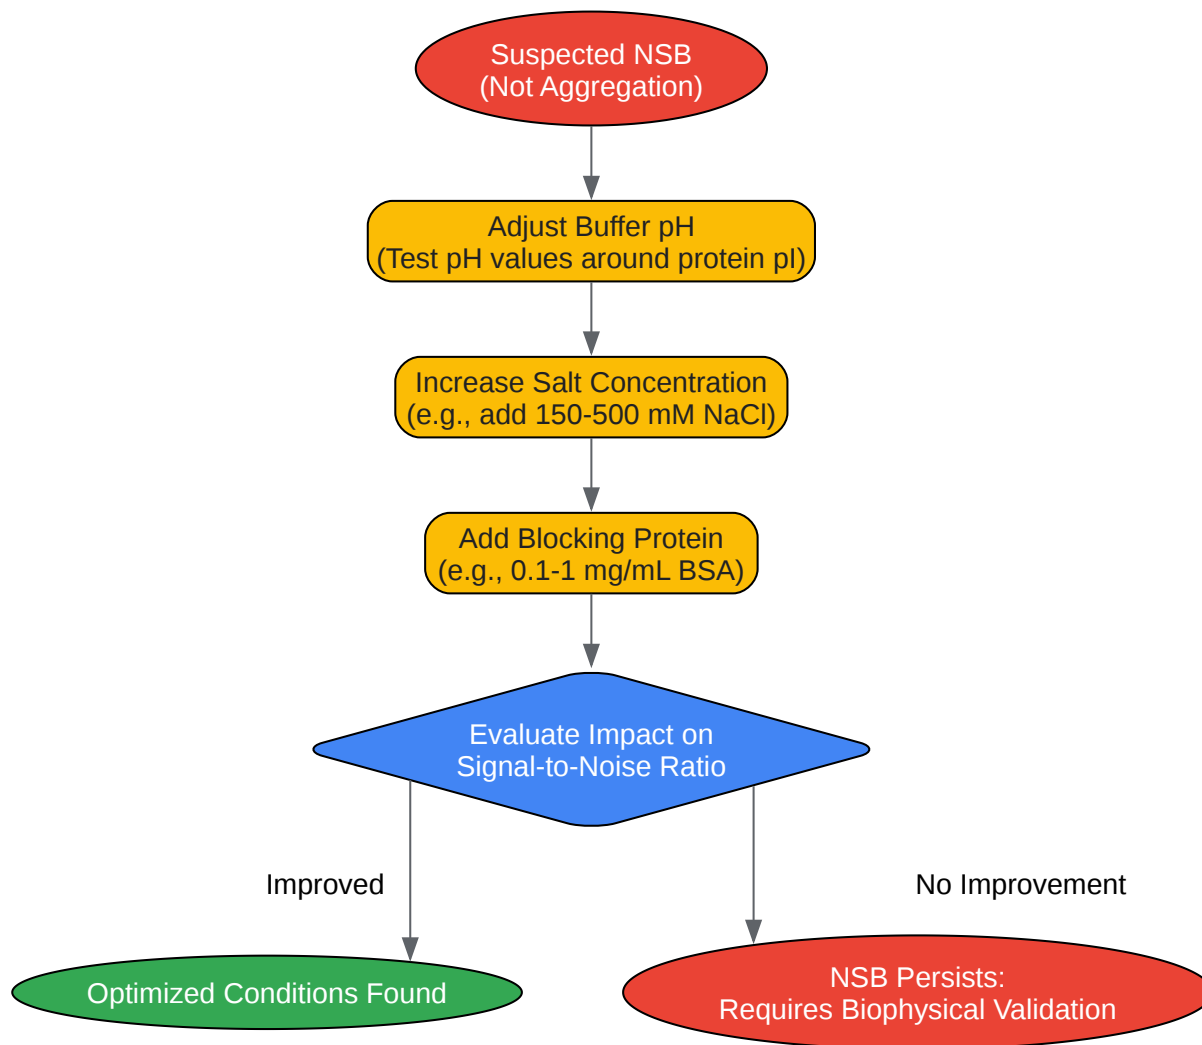 Suspected NSB
(Not Aggregation)
Adjust Buffer pH
(Test pH values around protein pI)
Increase Salt Concentration
(e.g., add 150-500 mM NaCl)
Add Blocking Protein
(e.g., 0.1-1 mg/mL BSA)
Evaluate Impact on
Signal-to-Noise Ratio
Improved
No Improvement
Optimized Conditions Found
NSB Persists:
Requires Biophysical Validation